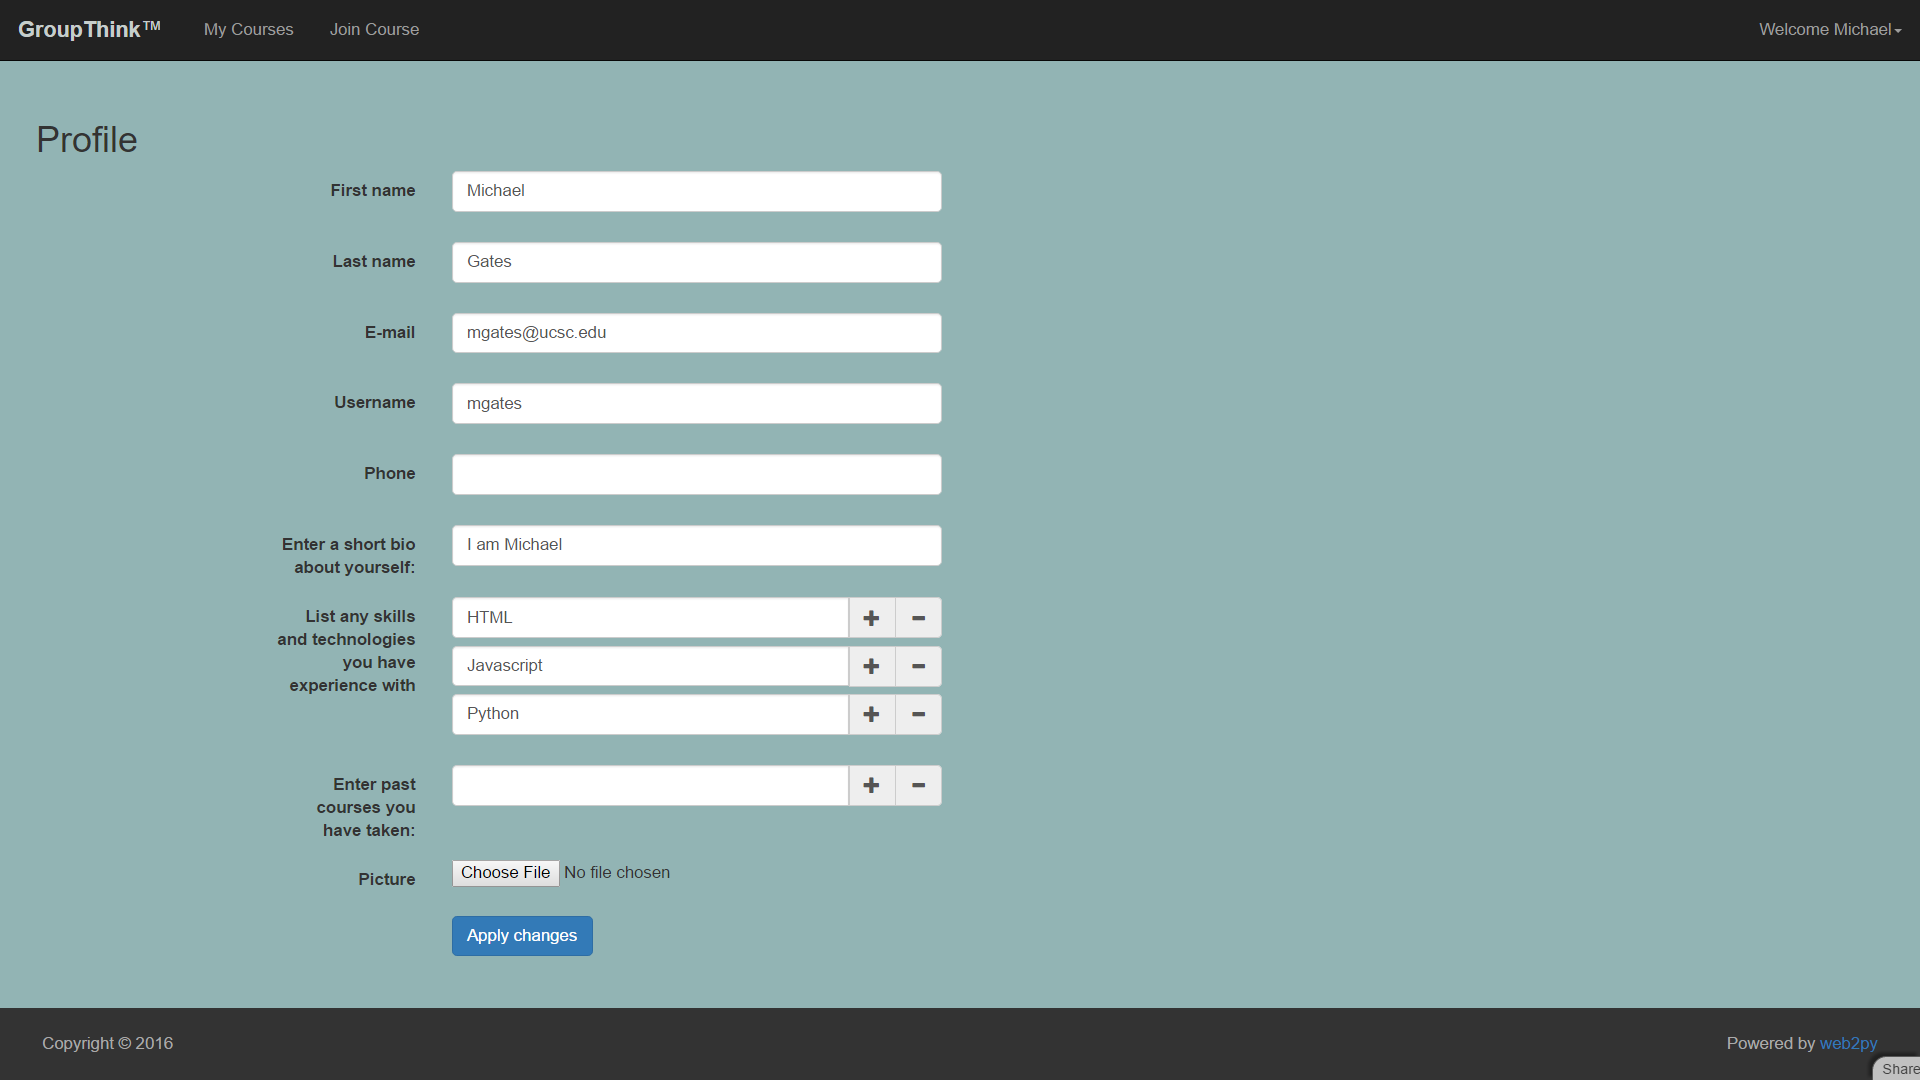 GroupThink™ My Courses Join Course Welcome Michael
Profile
First name Michael
Last name Gates
E-mail mgates@ucsc.edu
Username mgates
Phone
Enter a short bio I am Michael
about yourself:
List any skills HTML
and technologies Javascript
you have
experience with Python
Enter past
courses you
have taken:
Picture Choose File No file chosen
Apply changes
Copyright © 2016 Powered by web2py
Share